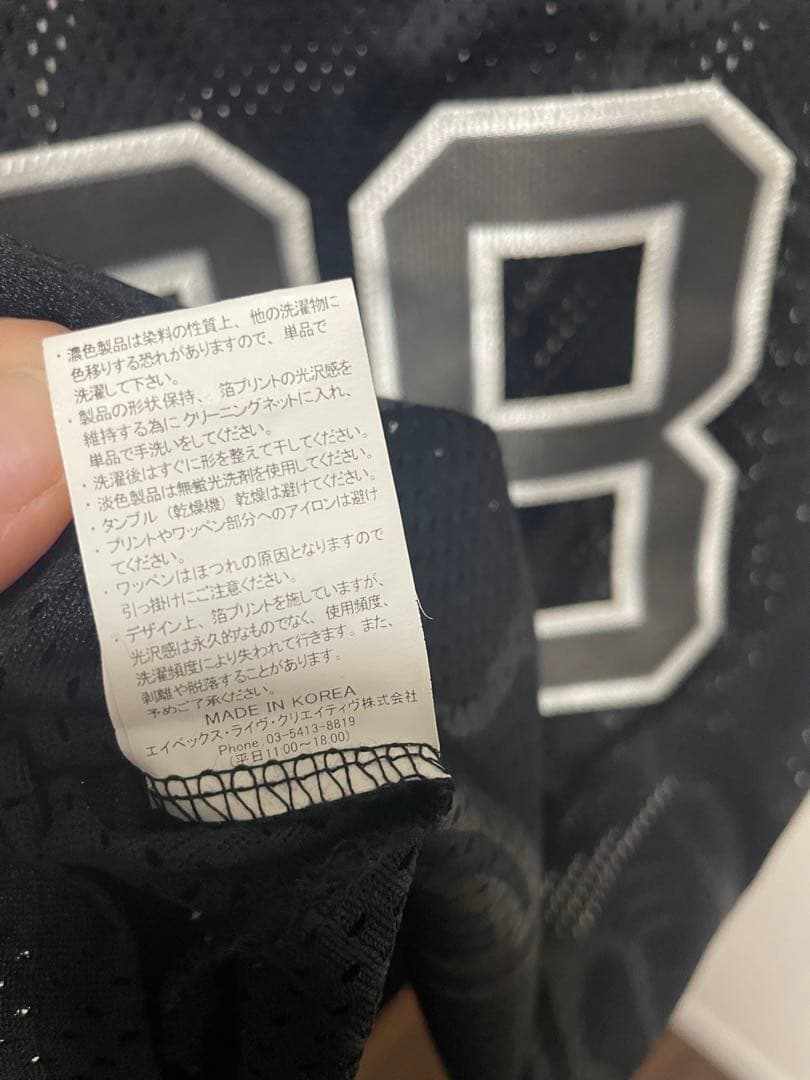 ・濃色製品は染料の性質上、他の洗濯物に
色移りする恐れがありますので、単品で
洗濯して下さい。
・製品の形状保持、箔プリントの光沢感を
維持する為にクリーニングネットに入れ、
単品で手洗いをしてください。
・洗濯後はすぐに形を整えて干してください。
・淡色製品は無蛍光洗剤を使用してください。
・タンブル（乾燥機）乾燥は避けてください。
・プリントやワッペン部分へのアイロンは避け
てください。
・ワッペンはほつれの原因となりますので
引っ掛けにご注意ください。
・デザイン上、箔プリントを施していますが、
光沢感は永久的なものでなく、使用頻度、
洗濯頻度により失われて行きます。また、
剥離や脱落することがあります。
予めご了承ください。
MADE IN KOREA
エイベックス・ライヴ・クリエイティヴ株式会社
Phone:03-5413-8819
(平日11:00〜18:00)
8